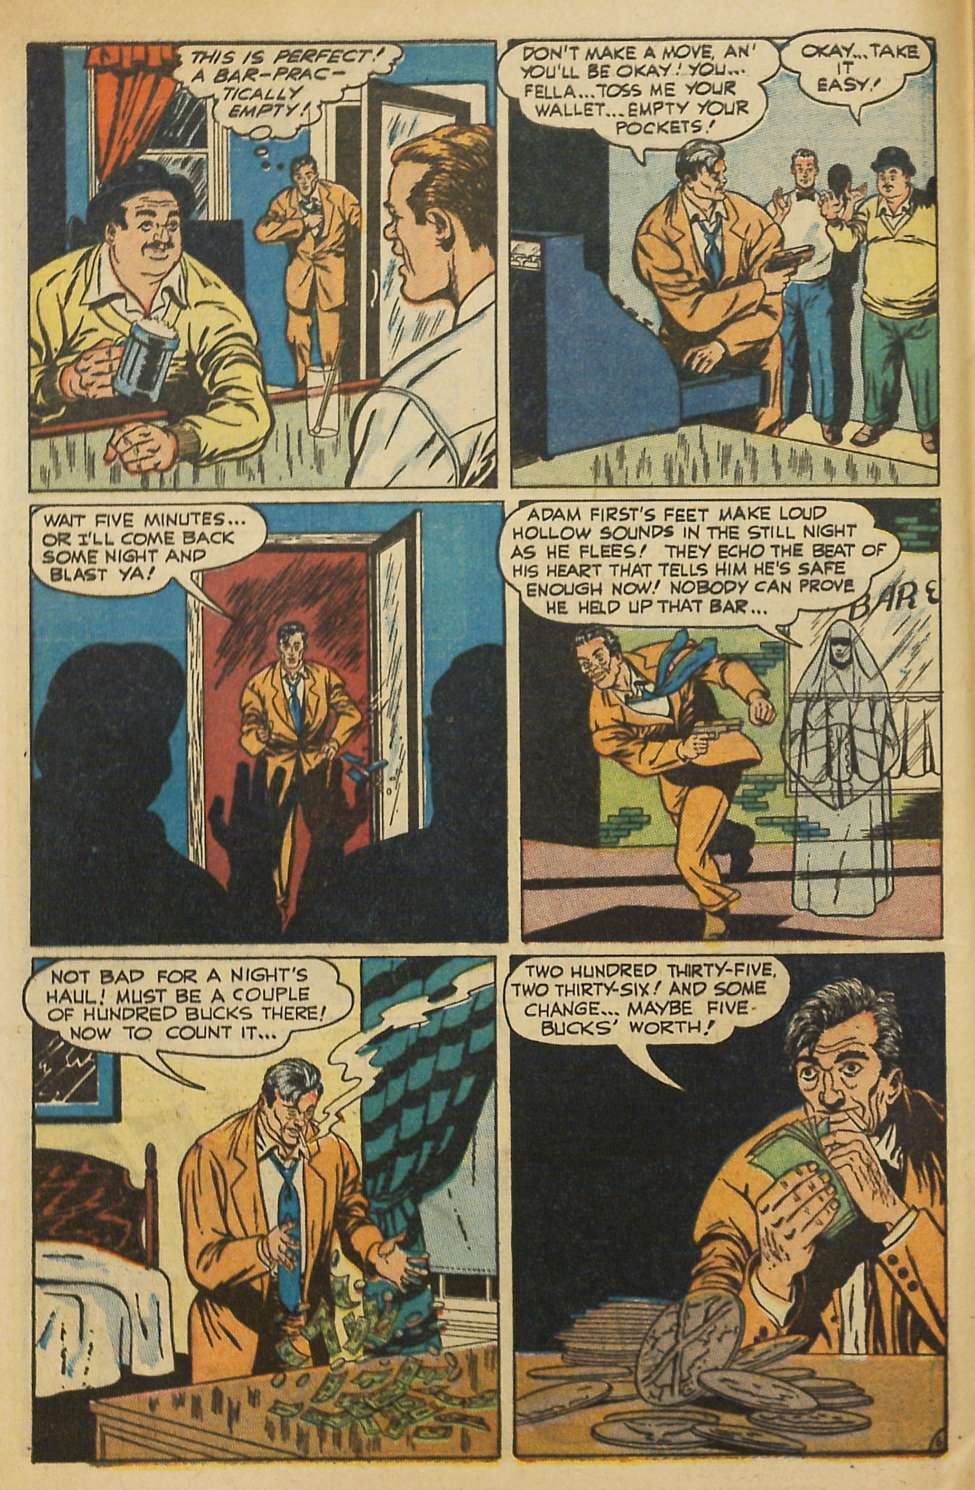 THIS IS PERFECT!
A BAR-PRAC-
TICALLY
EMPTY!
DON'T MAKE A MOVE, AN'
YOU'LL BE OKAY! YOU...
FELLA...TOSS ME YOUR
WALLET...EMPTY YOUR
POCKETS!
OKAY...TAKE
IT
EASY!
WAIT FIVE MINUTES...
OR I'LL COME BACK
SOME NIGHT AND
BLAST YA!
ADAM FIRST'S FEET MAKE LOUD
HOLLOW SOUNDS IN THE STILL NIGHT
AS HE FLEES! THEY ECHO THE BEAT OF
HIS HEART THAT TELLS HIM HE'S SAFE
ENOUGH NOW! NOBODY CAN PROVE
HE HELD UP THAT BAR...
BAR &
NOT BAD FOR A NIGHT'S
HAUL! MUST BE A COUPLE
OF HUNDRED BUCKS THERE!
NOW TO COUNT IT...
TWO HUNDRED THIRTY-FIVE,
TWO THIRTY-SIX! AND SOME
CHANGE... MAYBE FIVE-
BUCKS' WORTH!